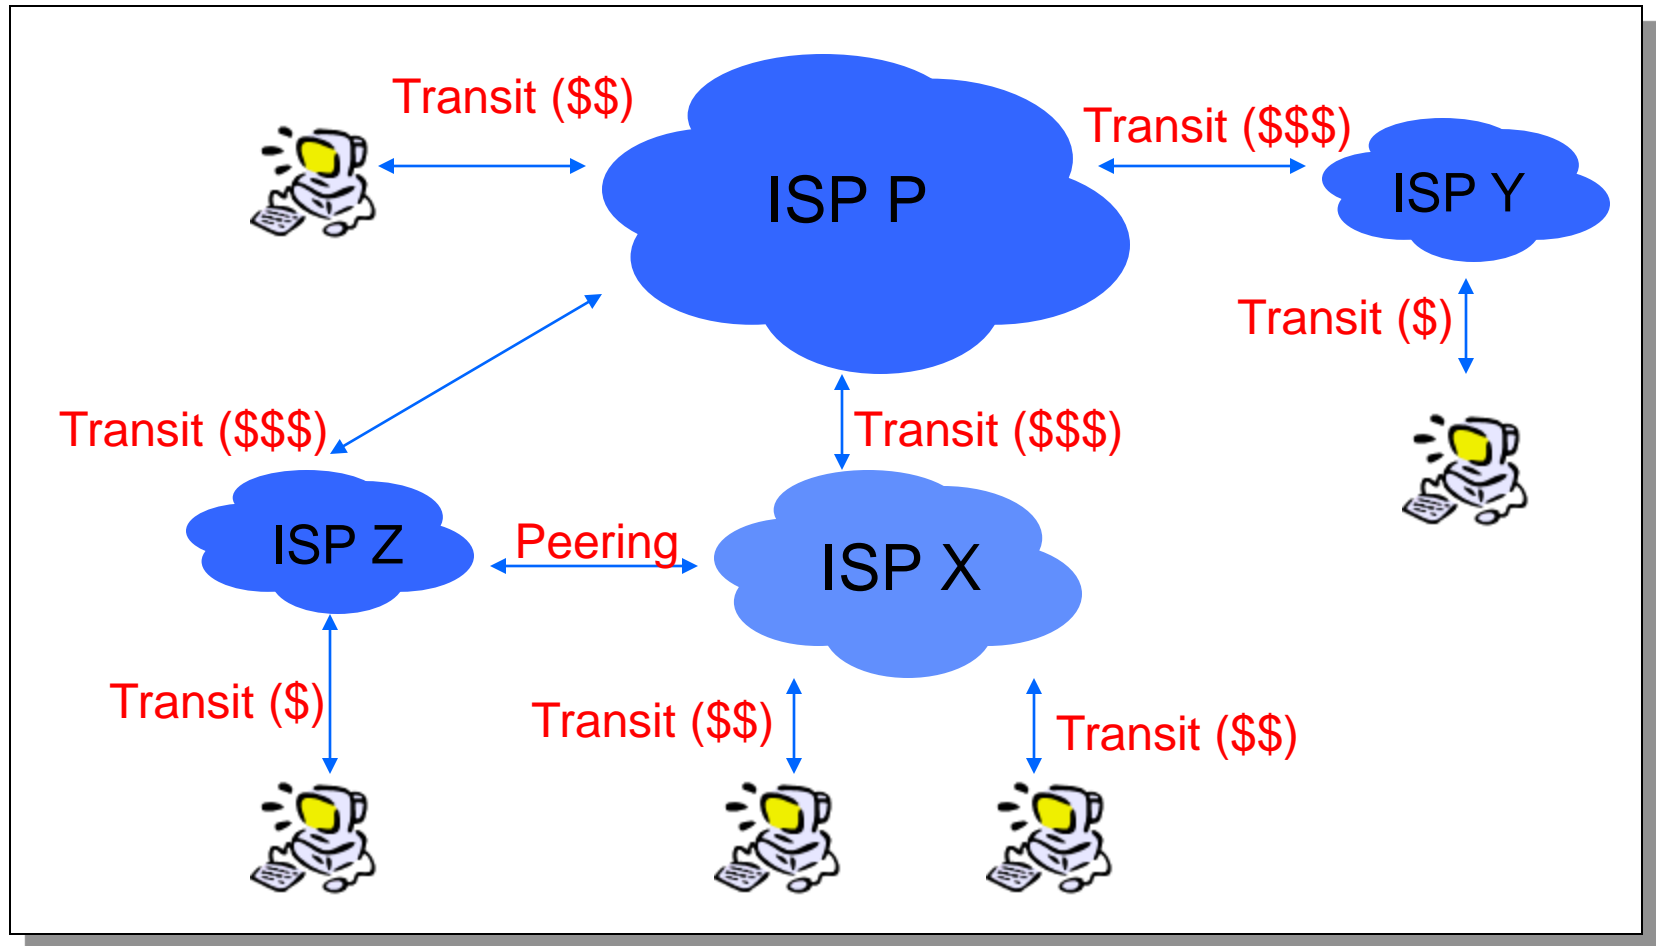 Transit ($$)
ISP P
Transit ($$$)
ISP Y
Transit ($)
Transit ($$$)
Transit ($$$)
ISP Z
Peering
ISP X
Transit ($)
Transit ($$)
Transit ($$)